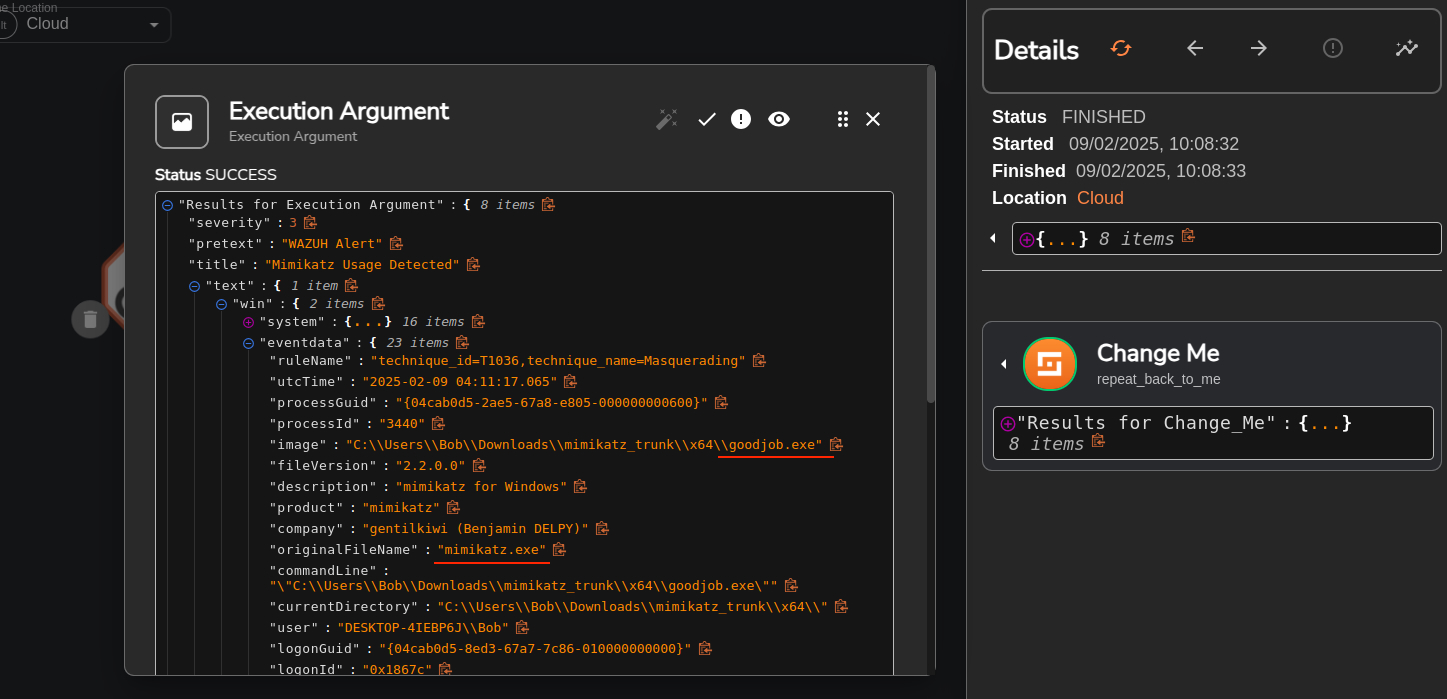 e Location
lt
Cloud
Execution Argument
Execution Argument
Status SUCCESS
"Results for Execution Argument" : { 8 items
"severity" : 3
"pretext" : "WAZUH Alert"
"title" : "Mimikatz Usage Detected"
"text" : { 1 item
"win" : { 2 items
"system" : {...} 16 items
"eventdata" : { 23 items
"ruleName" : "technique_id=T1036,technique_name=Masquerading"
"utcTime" : "2025-02-09 04:11:17.065"
"processGuid" : "{04cab0d5-2ae5-67a8-e805-000000000600}"
"processId" : "3440"
"image" : "C:\\Users\\Bob\\Downloads\\mimikatz_trunk\\x64\\goodjob.exe"
"fileVersion" : "2.2.0.0"
"description" : "mimikatz for Windows"
"product" : "mimikatz"
"company" : "gentilkiwi (Benjamin DELPY)"
"originalFileName" : "mimikatz.exe"
"commandLine" :
"\"C:\\Users\\Bob\\Downloads\\mimikatz_trunk\\x64\\goodjob.exe\""
"currentDirectory" : "C:\\Users\\Bob\\Downloads\\mimikatz_trunk\\x64\\"
"user" : "DESKTOP-4IEBP6J\\Bob"
"logonGuid" : "{04cab0d5-8ed3-67a7-7c86-010000000000}"
"logonId" : "0x1867c"
Details
Status FINISHED
Started 09/02/2025, 10:08:32
Finished 09/02/2025, 10:08:33
Location Cloud
{...} 8 items
Change Me
repeat_back_to_me
"Results for Change_Me" : {...}
8 items